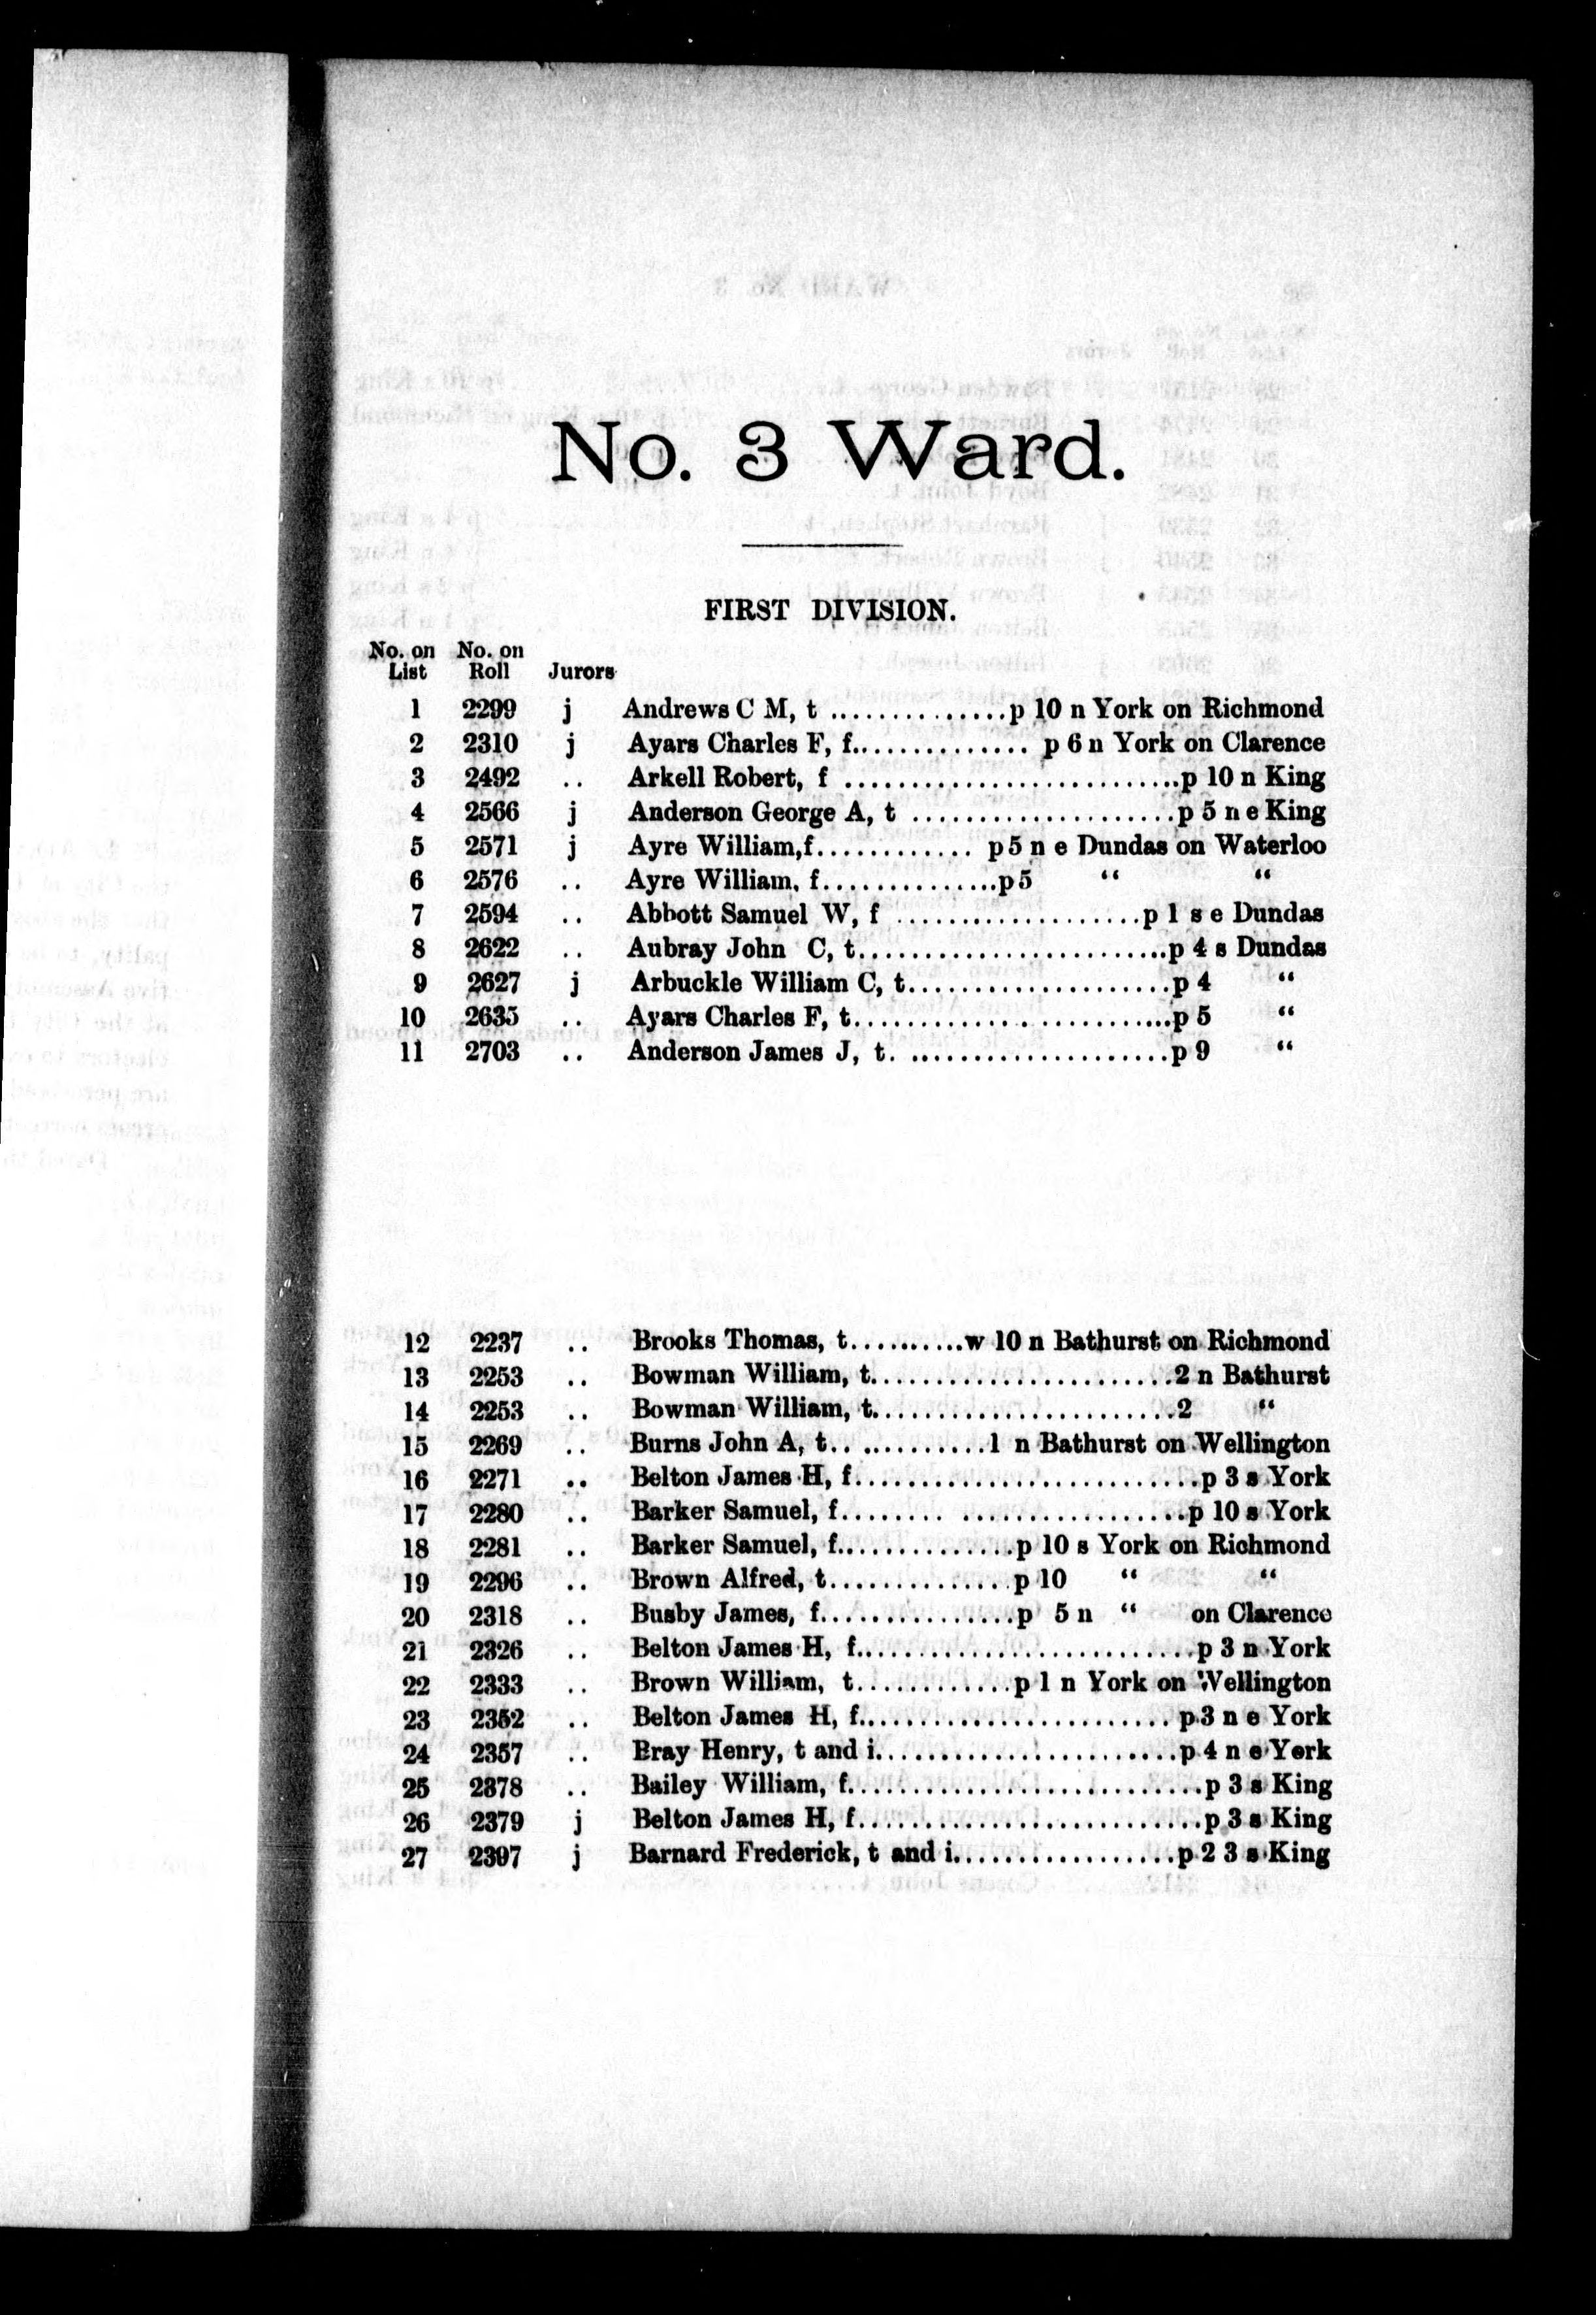 No. 3 Ward.
FIRST DIVISION.
No. on No. on
List Roll Jurors
1 2299 j Andrews C M, t ...............p 10 n York on Richmond
2 2310 j Ayars Charles F, f............... p 6 n York on Clarence
3 2492 .. Arkell Robert, f ...........................p 10 n King
4 2566 j Anderson George A, t .....................p 5 n e King
5 2571 j Ayre William,f............ p 5 n e Dundas on Waterloo
6 2576 .. Ayre William, f...............p 5 “ “
7 2594 .. Abbott Samuel W, f ...................p 1 s e Dundas
8 2622 .. Aubray John C, t........................p 4 s Dundas
9 2627 j Arbuckle William C, t.....................p 4 “
10 2635 .. Ayars Charles F, t.........................p 5 “
11 2703 .. Anderson James J, t. .....................p 9 “
12 2237 .. Brooks Thomas, t..........w 10 n Bathurst on Richmond
13 2253 .. Bowman William, t........................2 n Bathurst
14 2253 .. Bowman William, t........................2 “
15 2269 .. Burns John A, t.. ..........1 n Bathurst on Wellington
16 2271 .. Belton James H, f...........................p 3 s York
17 2280 .. Barker Samuel, f........ ..................p 10 s York
18 2281 .. Barker Samuel, f..............p 10 s York on Richmond
19 2296 .. Brown Alfred, t...............p 10 “ “
20 2318 .. Busby James, f................p 5 n “ on Clarence
21 2326 .. Belton James H, f...........................p 3 n York
22 2333 .. Brown William, t............p 1 n York on Wellington
23 2352 .. Belton James H, f......................... p 3 n e York
24 2357 .. Bray Henry, t and i........................p 4 n e York
25 2378 .. Bailey William, f............................p 3 s King
26 2379 j Belton James H, f...........................p 3 s King
27 2397 j Barnard Frederick, t and i..................p 2 3 s King